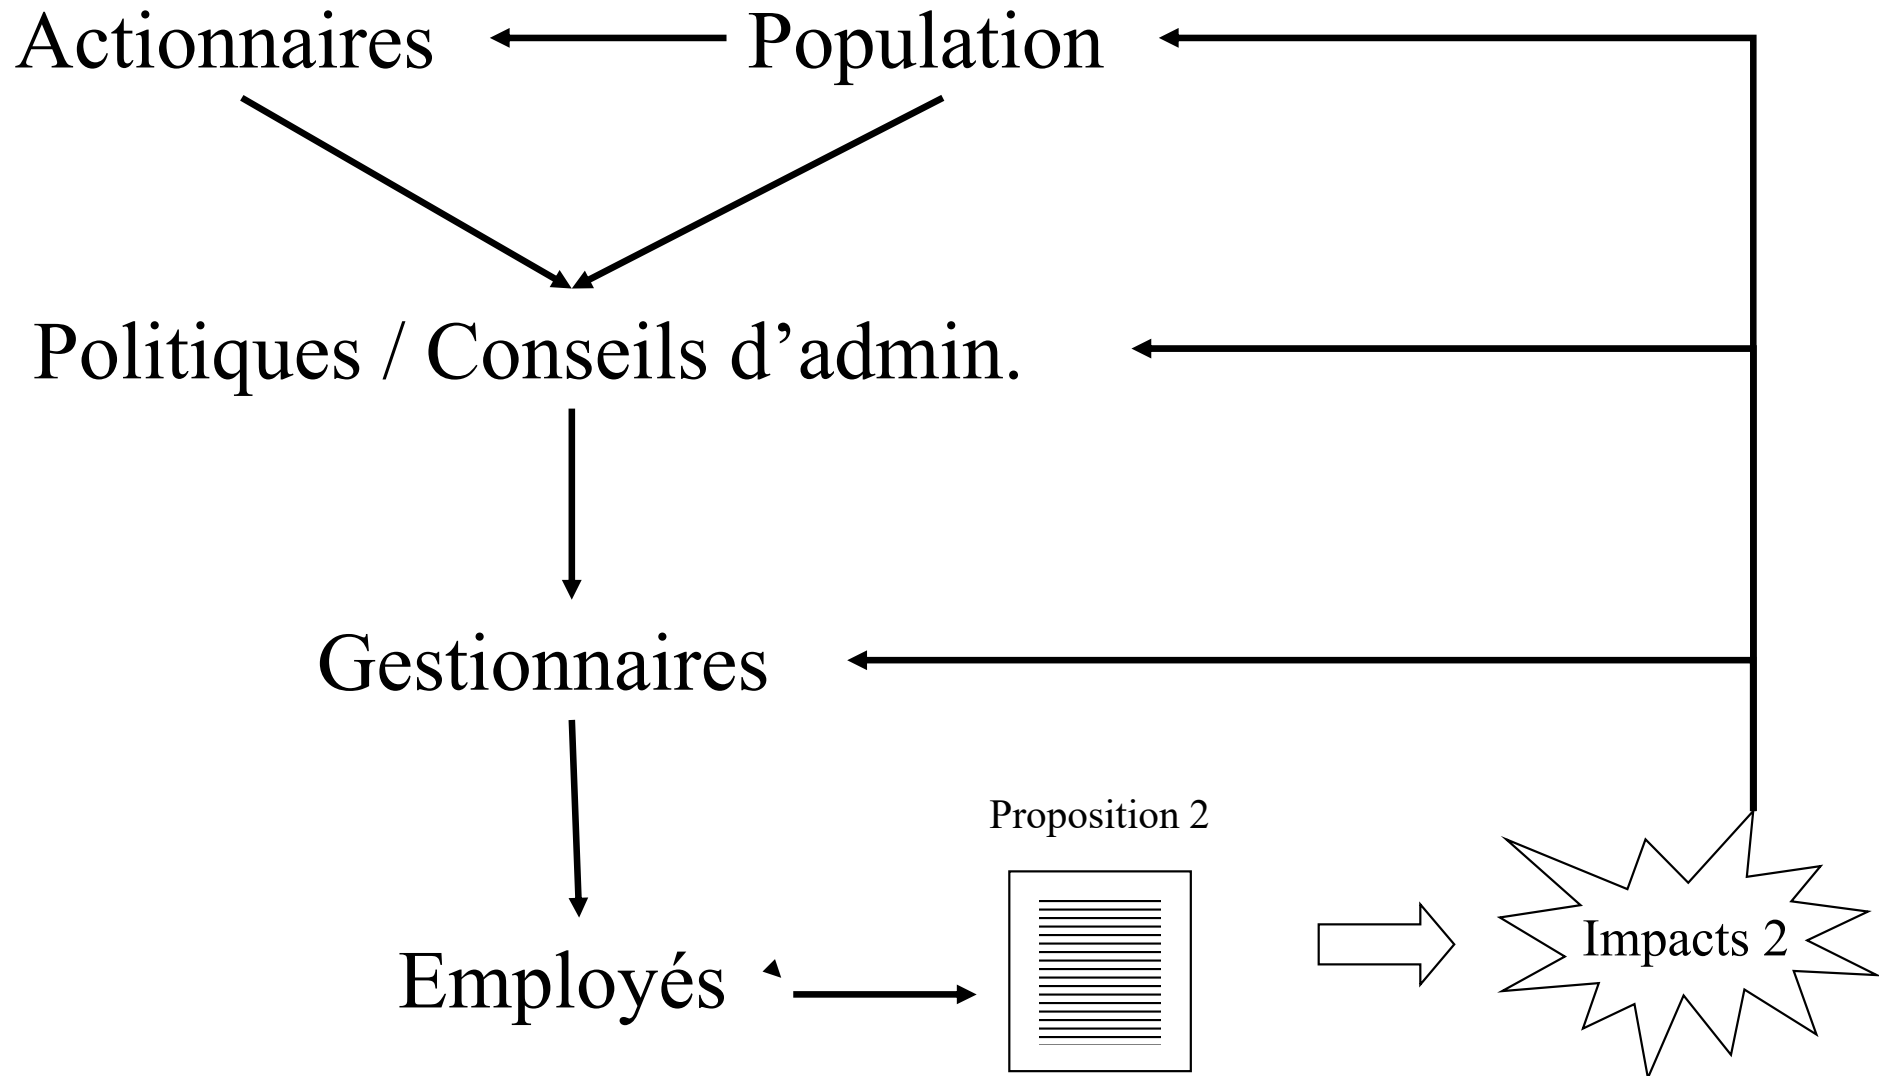 Actionnaires
Population
Politiques / Conseils d’admin.
Gestionnaires
Proposition 2
Impacts 2
Employés